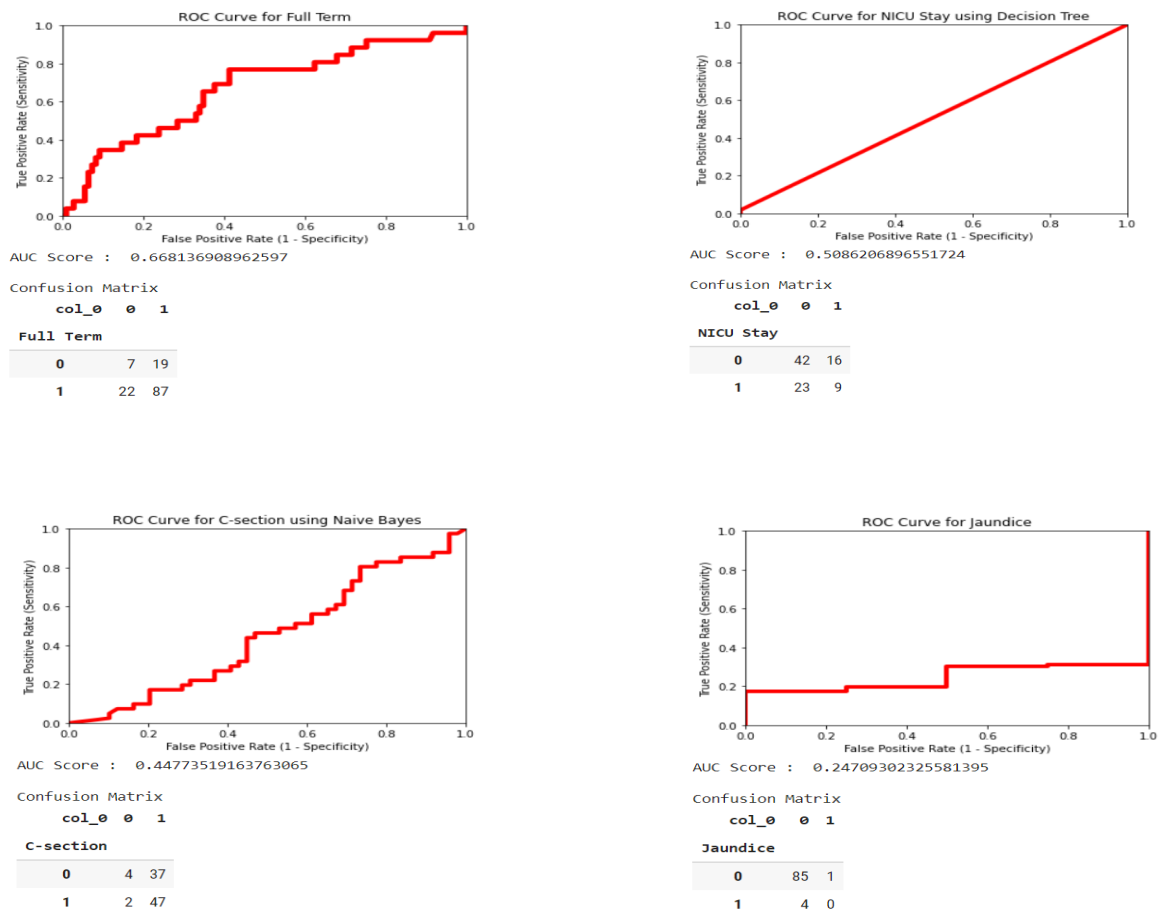 ROC Curve for Full Term
1.0
0.8
0.6
0.4
0.2
0.0
True Positive Rate (Sensitivity)
0.0 0.2 0.4 0.6 0.8 1.0
False Positive Rate (1 - Specificity)
AUC Score : 0.668136908962597
Confusion Matrix
col_0 0 1
Full Term
0 7 19
1 22 87
ROC Curve for NICU Stay using Decision Tree
1.0
0.8
0.6
0.4
0.2
0.0
True Positive Rate (Sensitivity)
0.0 0.2 0.4 0.6 0.8 1.0
False Positive Rate (1 - Specificity)
AUC Score : 0.5086206896551724
Confusion Matrix
col_0 0 1
NICU Stay
0 42 16
1 23 9
ROC Curve for C-section using Naive Bayes
1.0
0.8
0.6
0.4
0.2
0.0
True Positive Rate (Sensitivity)
0.0 0.2 0.4 0.6 0.8 1.0
False Positive Rate (1 - Specificity)
AUC Score : 0.44773519163763065
Confusion Matrix
col_0 0 1
C-section
0 4 37
1 2 47
ROC Curve for Jaundice
1.0
0.8
0.6
0.4
0.2
0.0
True Positive Rate (Sensitivity)
0.0 0.2 0.4 0.6 0.8 1.0
False Positive Rate (1 - Specificity)
AUC Score : 0.24709302325581395
Confusion Matrix
col_0 0 1
Jaundice
0 85 1
1 4 0